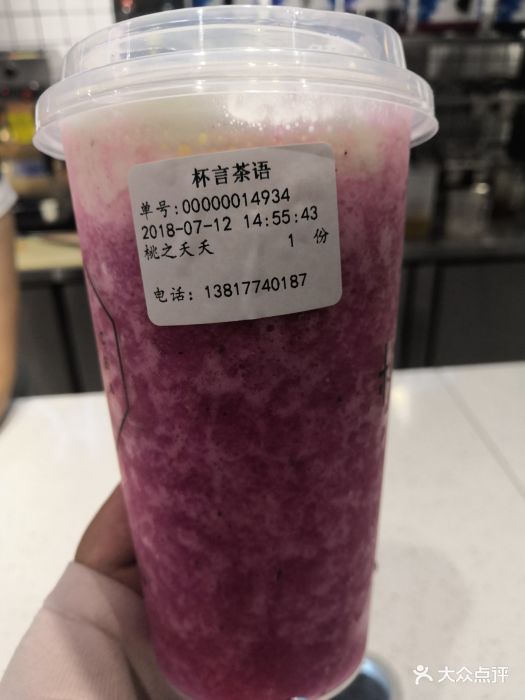 杯言茶语
单号:00000014934
2018-07-12 14:55:43
桃之夭夭 1 份
电话: 13817740187
大众点评